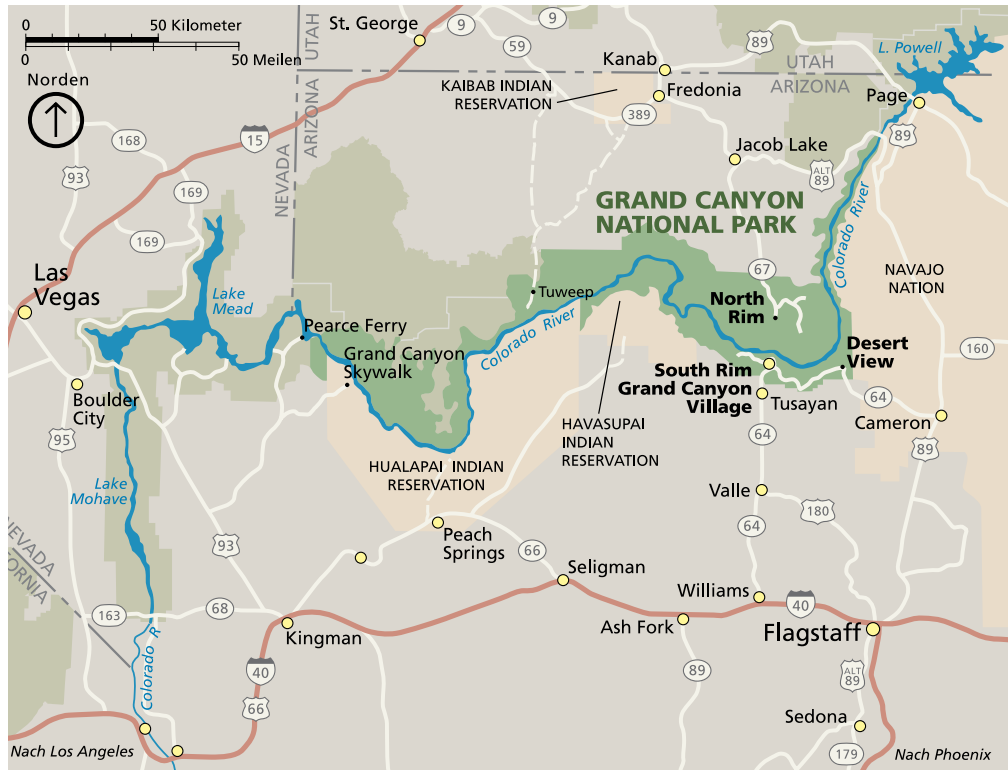 0 50 Kilometer
0 50 Meilen
Norden
St. George
9
9
59
UTAH
ARIZONA
NEVADA
Kanab
89
UTAH
ARIZONA
L. Powell
KAIBAB INDIAN
RESERVATION
Fredonia
389
Page
89
15
168
93
169
169
Jacob Lake
ALT
89
Colorado River
GRAND CANYON
NATIONAL PARK
67
NAVAJO
NATION
Las
Vegas
Lake
Mead
Tuweep
North
Rim
Pearce Ferry
Colorado River
Desert
View
160
Grand Canyon
Skywalk
South Rim
Grand Canyon
Village
Tusayan
64
Boulder
City
Cameron
HAVASUPAI
INDIAN
RESERVATION
95
64
89
HUALAPAI INDIAN
RESERVATION
Lake
Mohave
Valle
180
Peach
Springs
64
93
66
NEVADA
ORNIA
Seligman
Williams
40
163
68
Kingman
Ash Fork
Flagstaff
Colorado R
40
89
ALT
89
66
Sedona
Nach Los Angeles
179
Nach Phoenix